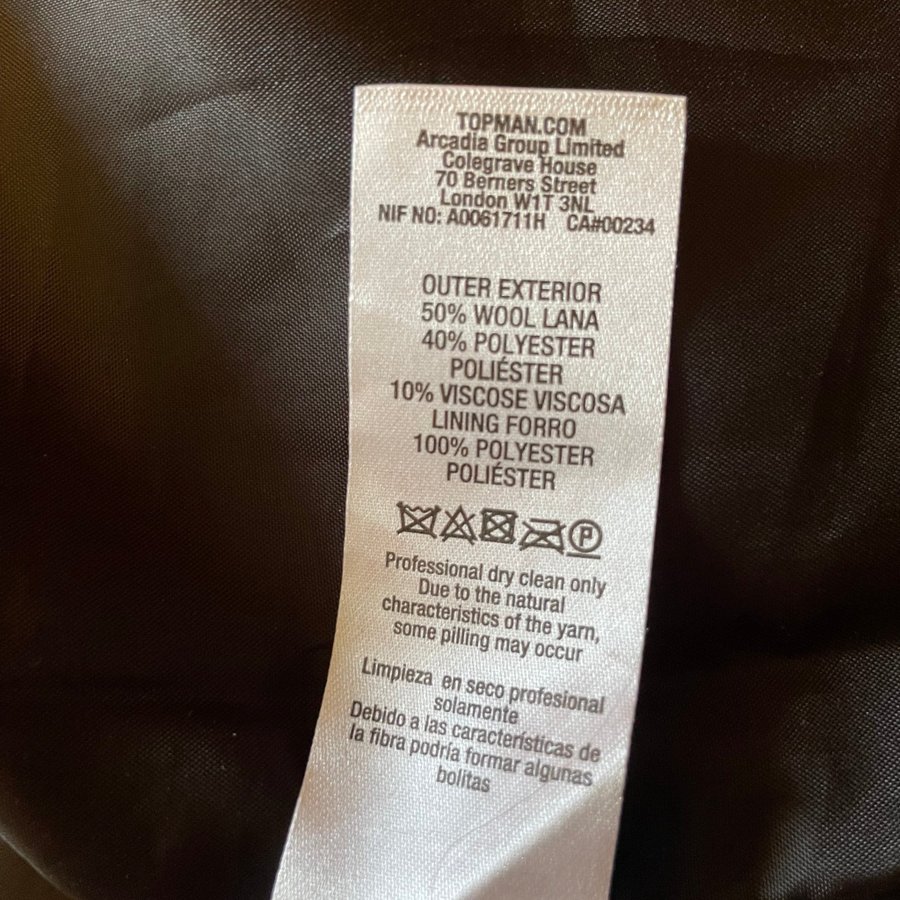 TOPMAN.COM
Arcadia Group Limited
Colegrave House
70 Berners Street
London W1T 3NL
NIF NO: A0061711H CA#00234
OUTER EXTERIOR
50% WOOL LANA
40% POLYESTER
POLIÉSTER
10% VISCOSE VISCOSA
LINING FORRO
100% POLYESTER
POLIÉSTER
P
Professional dry clean only
Due to the natural
characteristics of the yarn,
some pilling may occur
Limpieza en seco profesional
solamente
Debido a las características de
la fibra podría formar algunas
bolitas